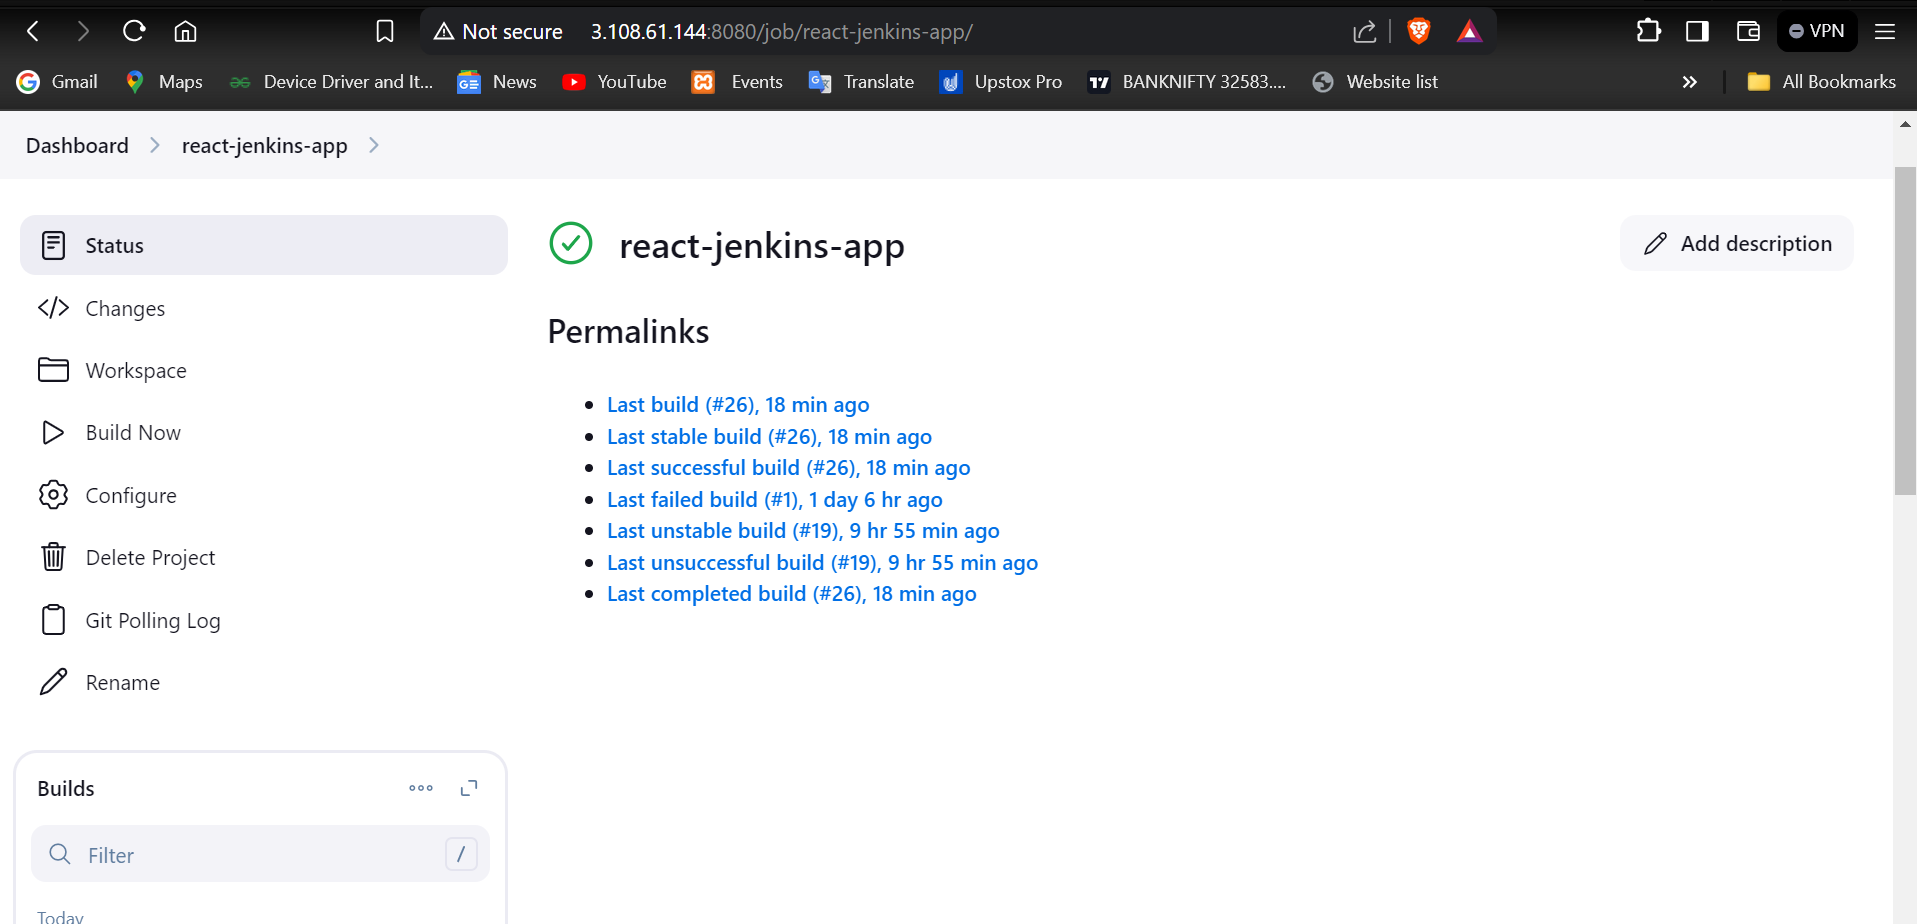 Not secure 3.108.61.144:8080/job/react-jenkins-app/ VPN
Gmail Maps Device Driver and It... News YouTube Events Translate Upstox Pro BANKNIFTY 32583.... Website list » All Bookmarks
Dashboard react-jenkins-app
Status
react-jenkins-app
Add description
Changes
Workspace
Build Now
Configure
Delete Project
Git Polling Log
Rename
Permalinks
Last build (#26), 18 min ago
Last stable build (#26), 18 min ago
Last successful build (#26), 18 min ago
Last failed build (#1), 1 day 6 hr ago
Last unstable build (#19), 9 hr 55 min ago
Last unsuccessful build (#19), 9 hr 55 min ago
Last completed build (#26), 18 min ago
Builds
Filter /
Today